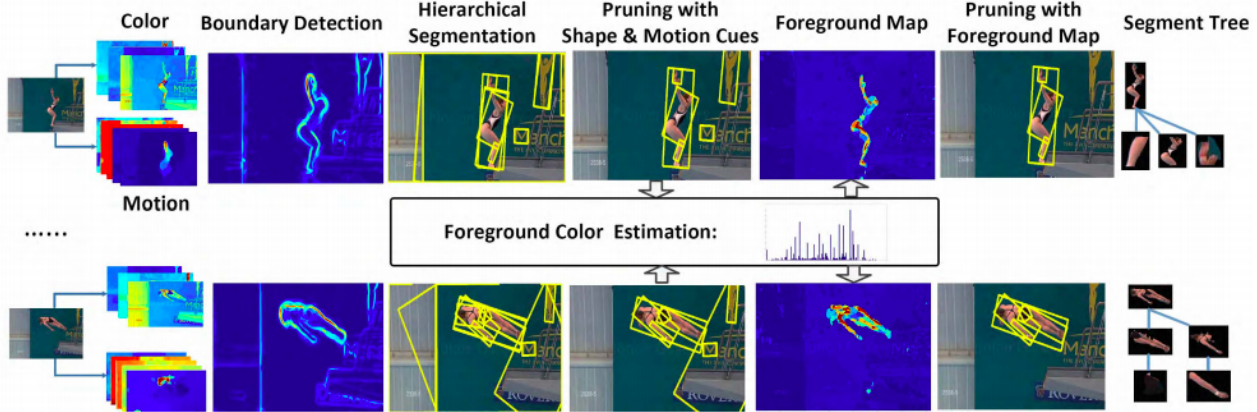 Color
Boundary Detection
Hierarchical
Segmentation
Pruning with
Shape & Motion Cues
Foreground Map
Pruning with
Foreground Map
Segment Tree
Manch
Motion
......
Foreground Color Estimation: